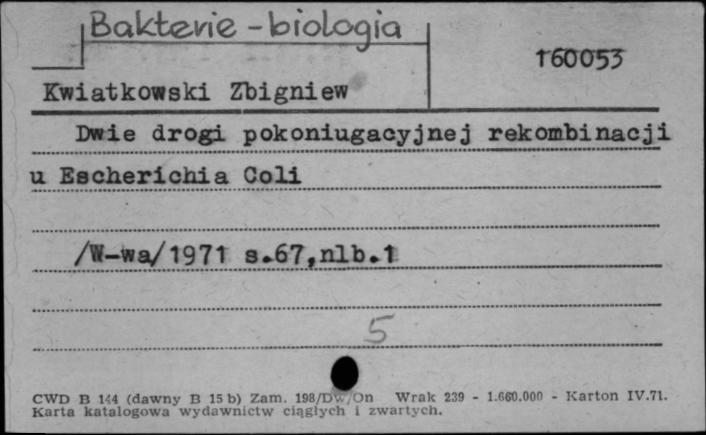 Bakterie - biologia
160053
Kwiatkowski Zbigniew
Dwie drogi pokoniugacyjnej rekombinacji
u Escherichia Coli
/W-wa/1971 s.67,nlb.1
5
CWD B 144 (dawny B 15 b) Zam. 198/Dw/On Wrak 239 - 1.660.000 - Karton IV.71.
Karta katalogowa wydawnictw ciągłych i zwartych.